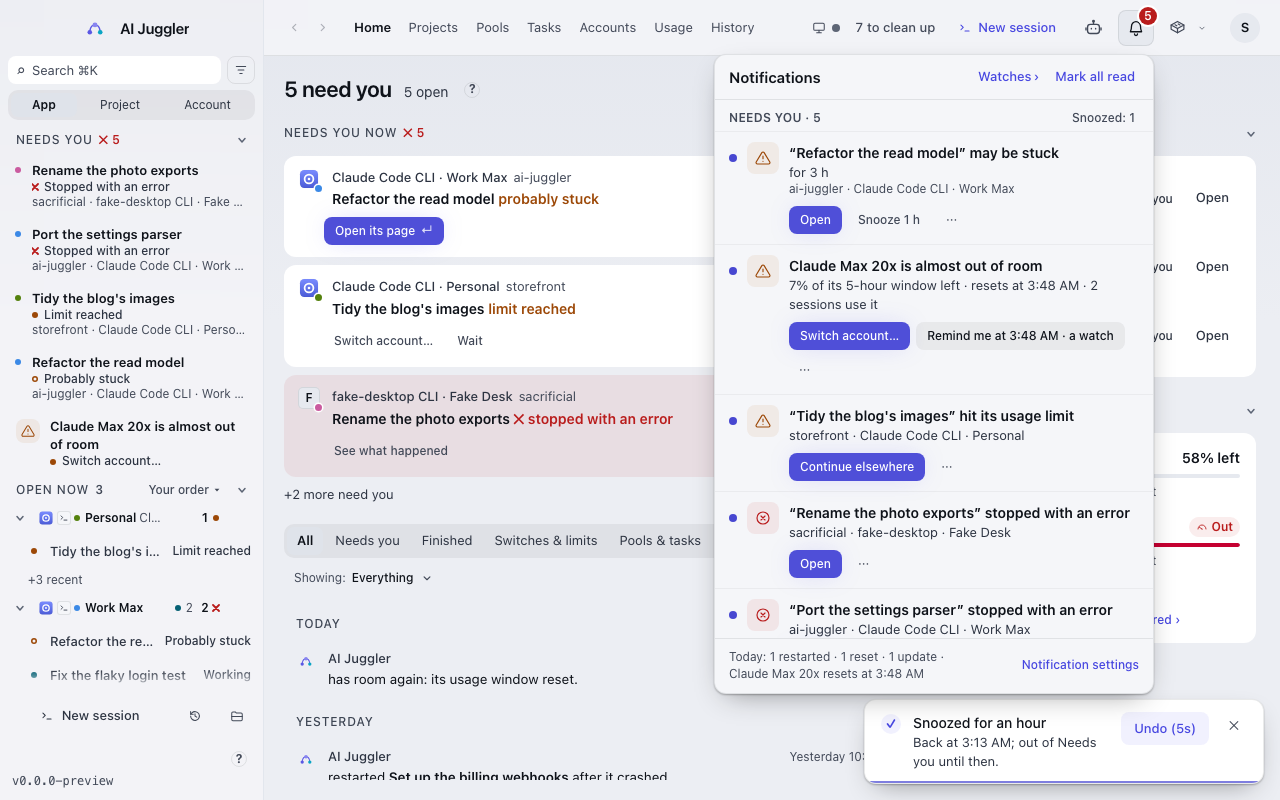 AI Juggler
Search ⌘K
App
Project
Account
NEEDS YOU 5
Rename the photo exports
Stopped with an error
sacrificial · fake-desktop CLI · Fake ...
Port the settings parser
Stopped with an error
ai-juggler · Claude Code CLI · Work ...
Tidy the blog's images
Limit reached
storefront · Claude Code CLI · Perso...
Refactor the read model
Probably stuck
ai-juggler · Claude Code CLI · Work ...
Claude Max 20x is almost out
of room
Switch account...
OPEN NOW 3
Your order
Personal Cl...
1
Tidy the blog's i...
Limit reached
+3 recent
Work Max
2
2
Refactor the re...
Probably stuck
Fix the flaky login test
Working
New session
?
v0.0.0-preview
Home
Projects
Pools
Tasks
Accounts
Usage
History
7 to clean up
New session
5
S
5 need you
5 open
?
NEEDS YOU NOW 5
Claude Code CLI · Work Max ai-juggler
Refactor the read model probably stuck
Open its page ↵
Claude Code CLI · Personal storefront
Tidy the blog's images limit reached
Switch account...
Wait
F
fake-desktop CLI · Fake Desk sacrificial
Rename the photo exports stopped with an error
See what happened
+2 more need you
All
Needs you
Finished
Switches & limits
Pools & tasks
Showing: Everything
TODAY
AI Juggler
has room again: its usage window reset.
YESTERDAY
AI Juggler
Yesterday 10:
restarted Set up the billing webhooks after it crashed
Notifications
Watches ›
Mark all read
NEEDS YOU · 5
Snoozed: 1
“Refactor the read model” may be stuck
for 3 h
ai-juggler · Claude Code CLI · Work Max
Open
Snooze 1 h
...
Claude Max 20x is almost out of room
7% of its 5-hour window left · resets at 3:48 AM · 2
sessions use it
Switch account...
Remind me at 3:48 AM · a watch
...
“Tidy the blog's images” hit its usage limit
storefront · Claude Code CLI · Personal
Continue elsewhere
...
“Rename the photo exports” stopped with an error
sacrificial · fake-desktop · Fake Desk
Open
...
“Port the settings parser” stopped with an error
ai-juggler · Claude Code CLI · Work Max
Today: 1 restarted · 1 reset · 1 update ·
Claude Max 20x resets at 3:48 AM
Notification settings
you
Open
you
Open
you
Open
58% left
t
Out
t
red ›
Snoozed for an hour
Back at 3:13 AM; out of Needs
you until then.
Undo (5s)